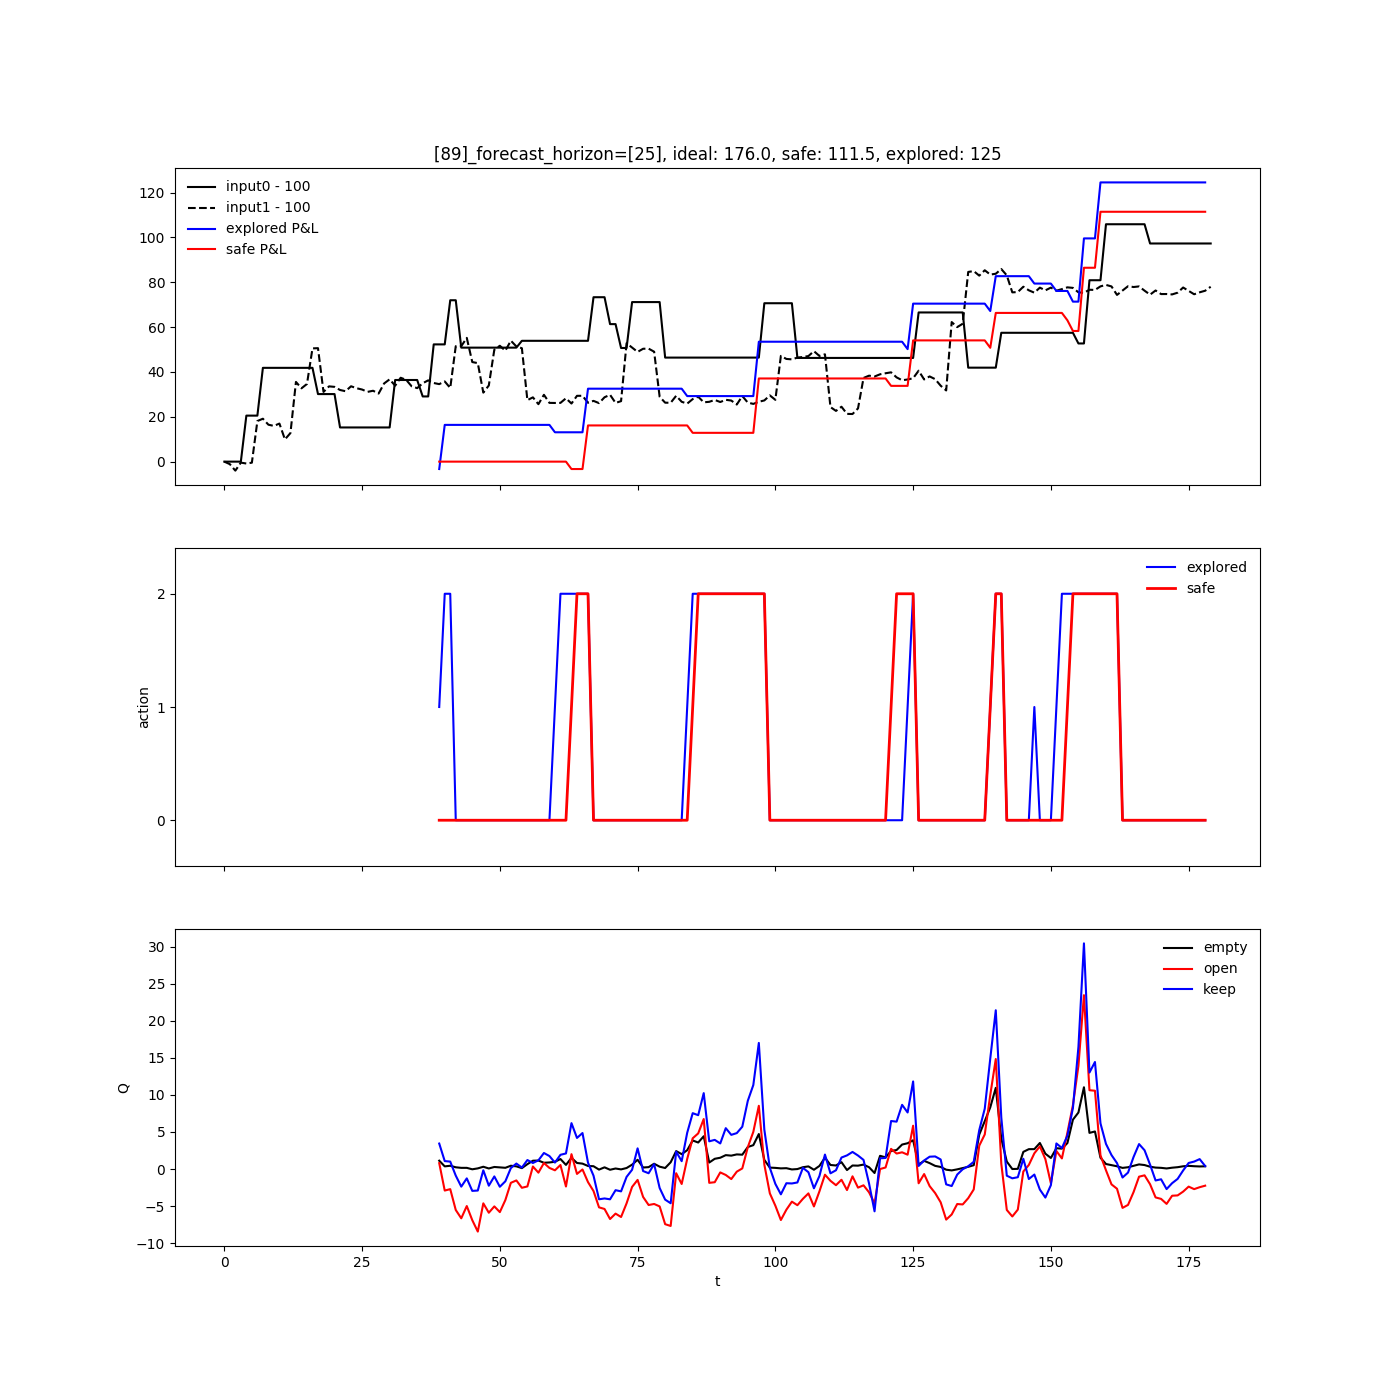 [89]_forecast_horizon=[25], ideal: 176.0, safe: 111.5, explored: 125
input0 - 100
input1 - 100
explored P&L
safe P&L
120
100
80
60
40
20
0
explored
safe
2
1
0
action
empty
open
keep
30
25
20
15
10
5
0
−5
−10
Q
0 25 50 75 100 125 150 175
t